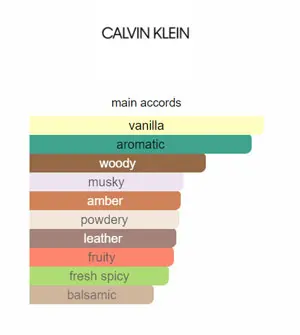 CALVIN KLEIN
main accords
vanilla
aromatic
woody
musky
amber
powdery
leather
fruity
fresh spicy
balsamic